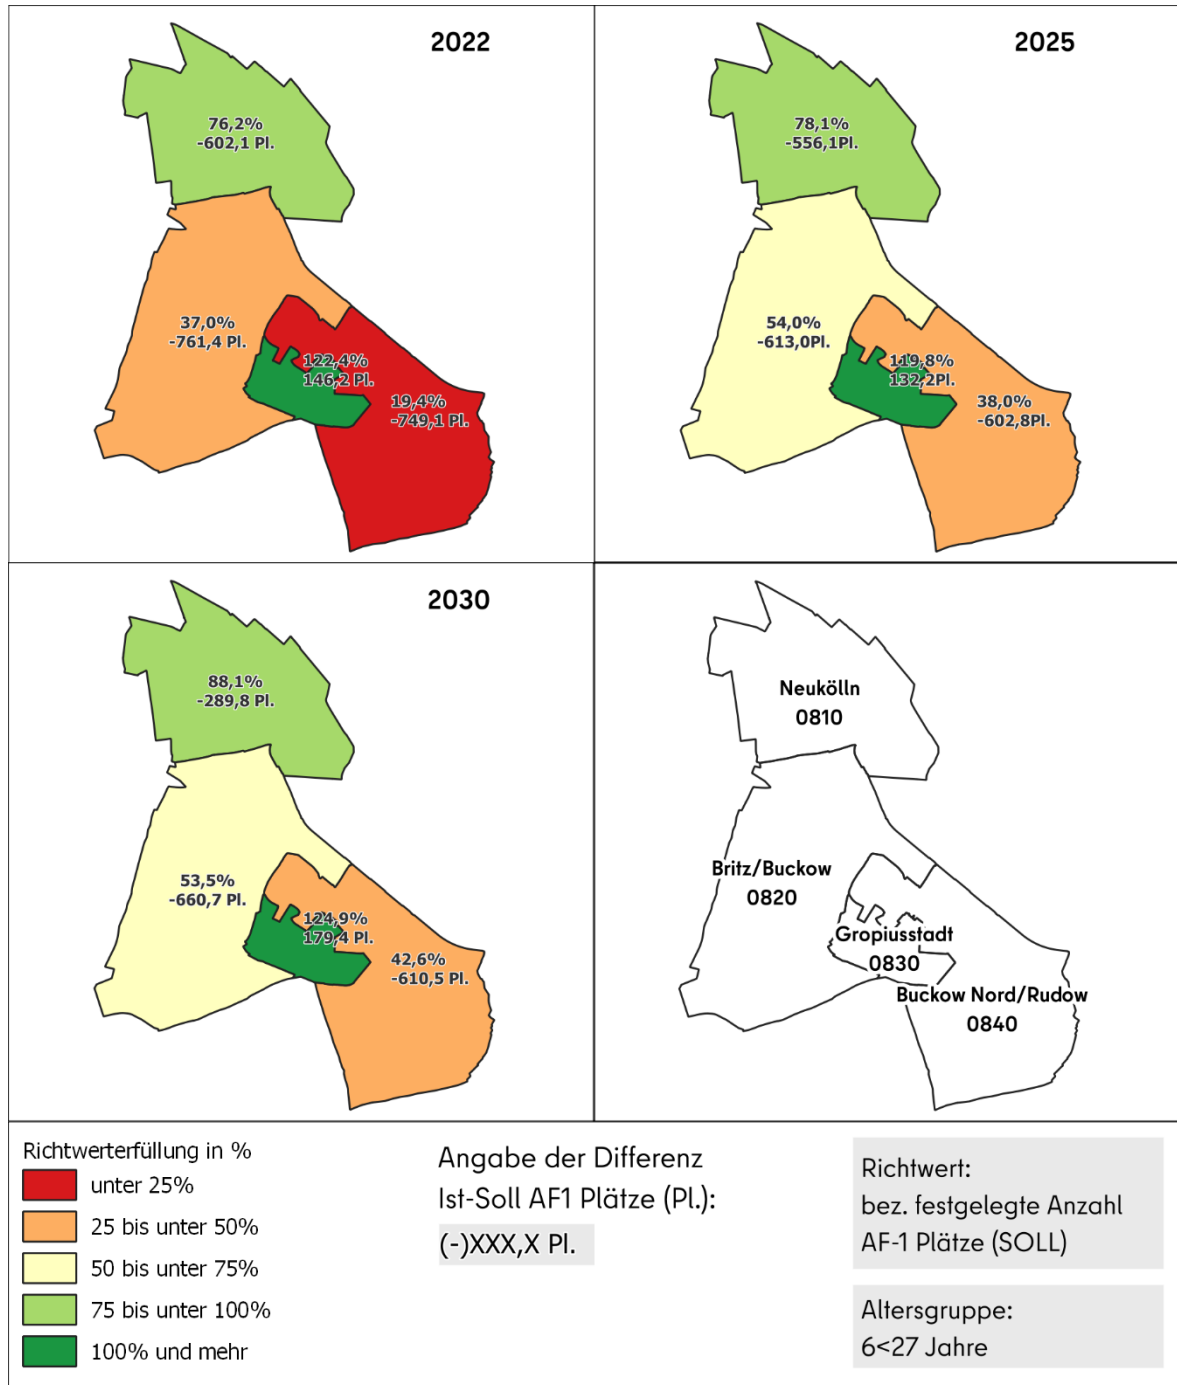 2022
76,2%
-602,1 Pl.
37,0%
-761,4 Pl.
122,4%
146,2 Pl.
19,4%
-749,1 Pl.
2025
78,1%
-556,1Pl.
54,0%
-613,0Pl.
119,8%
132,2Pl.
38,0%
-602,8Pl.
2030
88,1%
-289,8 Pl.
53,5%
-660,7 Pl.
124,9%
179,4 Pl.
42,6%
-610,5 Pl.
Neukölln
0810
Britz/Buckow
0820
Gropiusstadt
0830
Buckow Nord/Rudow
0840
Richtwerterfüllung in %
unter 25%
25 bis unter 50%
50 bis unter 75%
75 bis unter 100%
100% und mehr
Angabe der Differenz
Ist-Soll AF1 Plätze (Pl.):
(-)XXX,X Pl.
Richtwert:
bez. festgelegte Anzahl
AF-1 Plätze (SOLL)
Altersgruppe:
6<27 Jahre